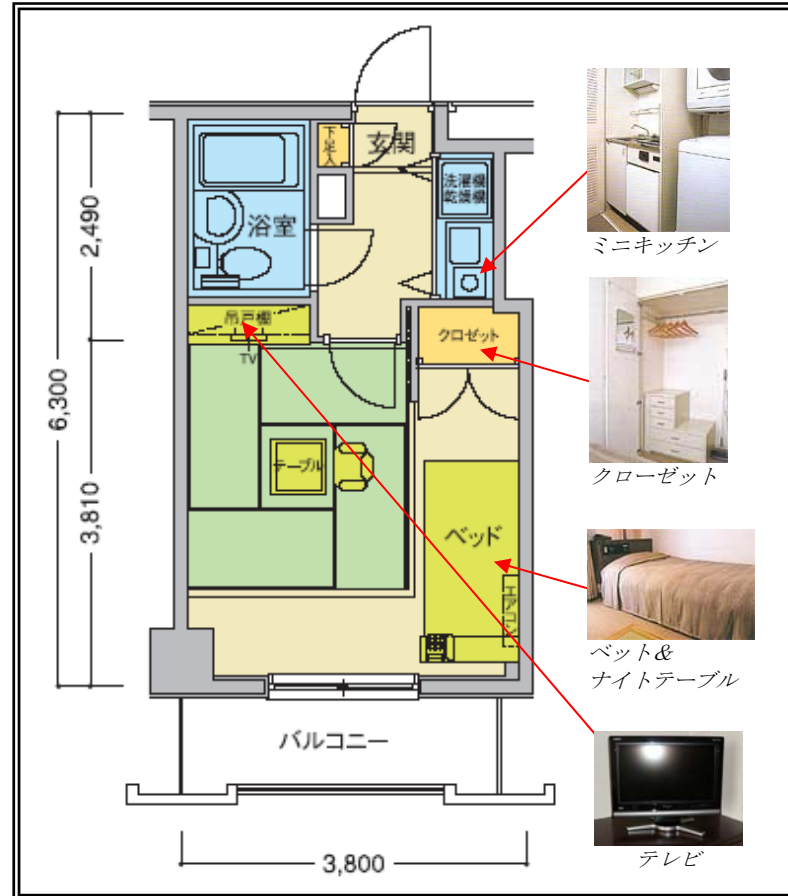 下足入
玄関
洗濯機
乾燥機
浴室
ミニキッチン
2,490
吊戸棚
TV
クロゼット
クローゼット
6,300
テーブル
3,810
ベッド
エアコン
ベット&
ナイトテーブル
バルコニー
テレビ
3,800